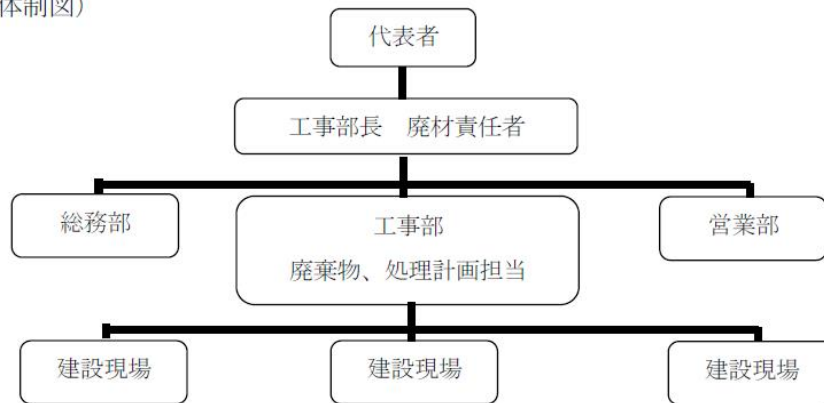 体制図）
代表者
工事部長　廃材責任者
総務部
工事部
廃棄物、処理計画担当
営業部
建設現場
建設現場
建設現場